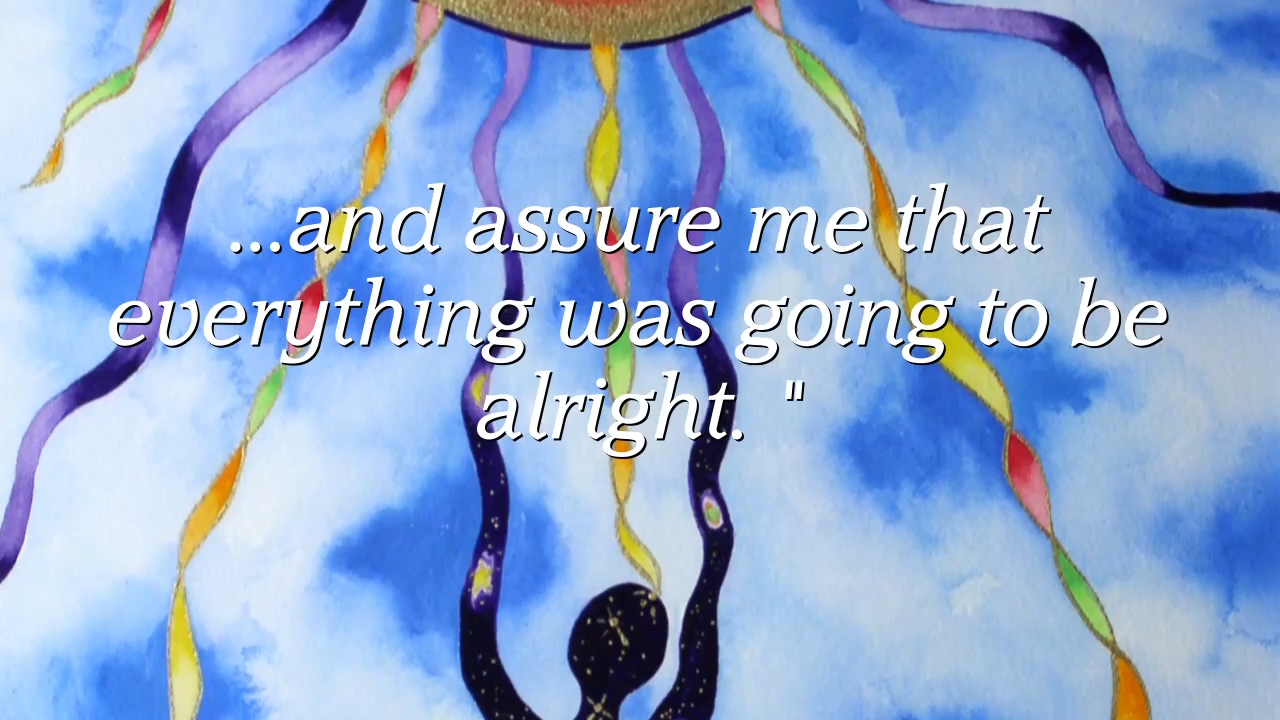 ...and assure me that
everything was going to be
alright.  "